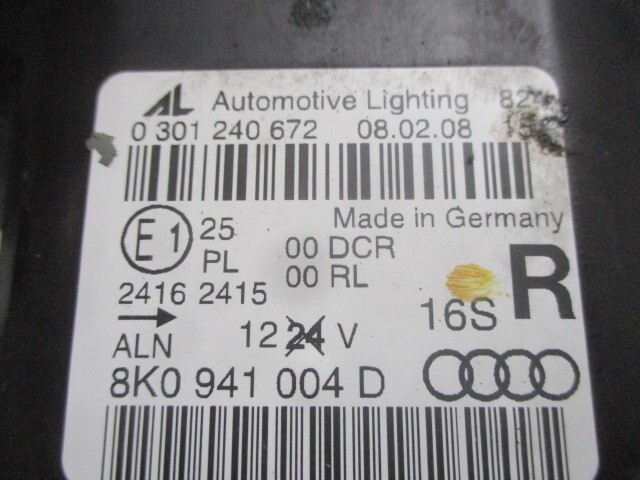 AL Automotive Lighting
0 301 240 672 08.02.08
E1 25 Made in Germany
PL 00 DCR
00 RL R
2416 2415 16S
→ 12 24 V
ALN
8K0 941 004 D